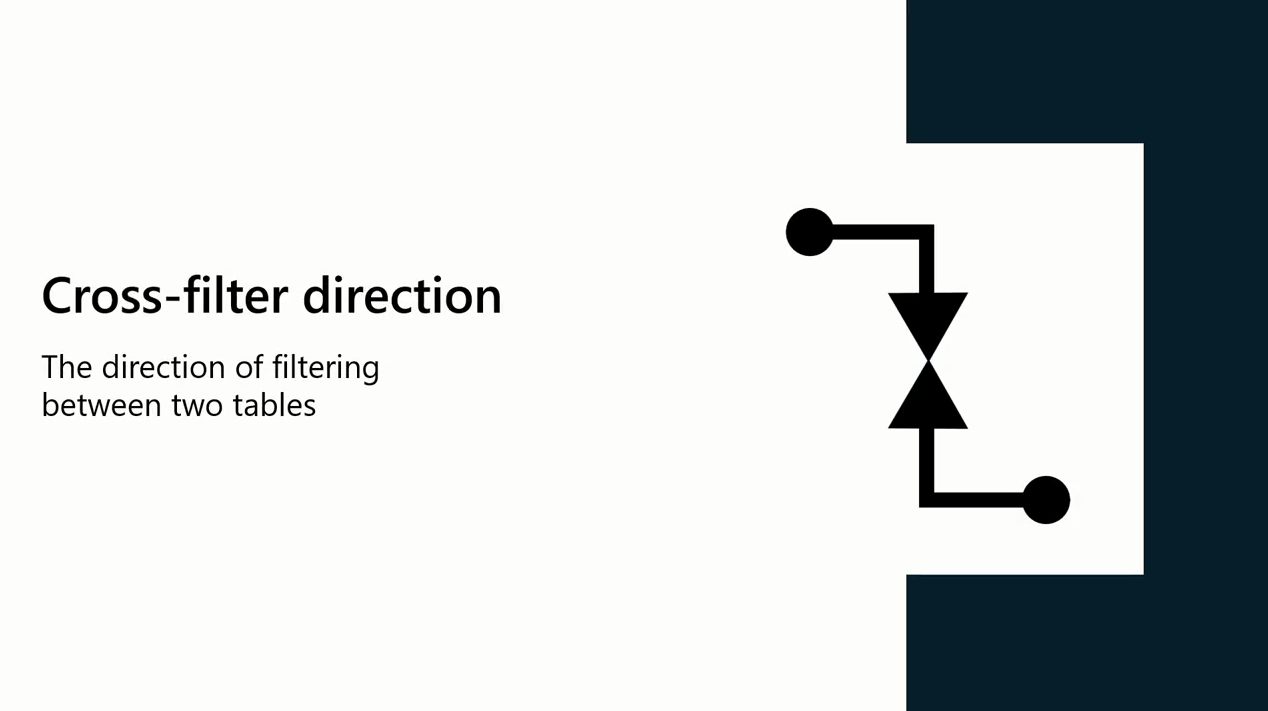 Cross-filter direction
The direction of filtering
between two tables